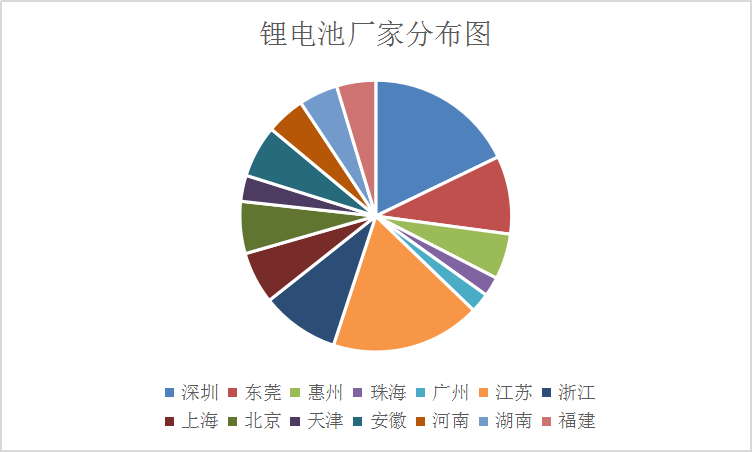 锂电池厂家分布图
深圳 东莞 惠州 珠海 广州 江苏 浙江
上海 北京 天津 安徽 河南 湖南 福建